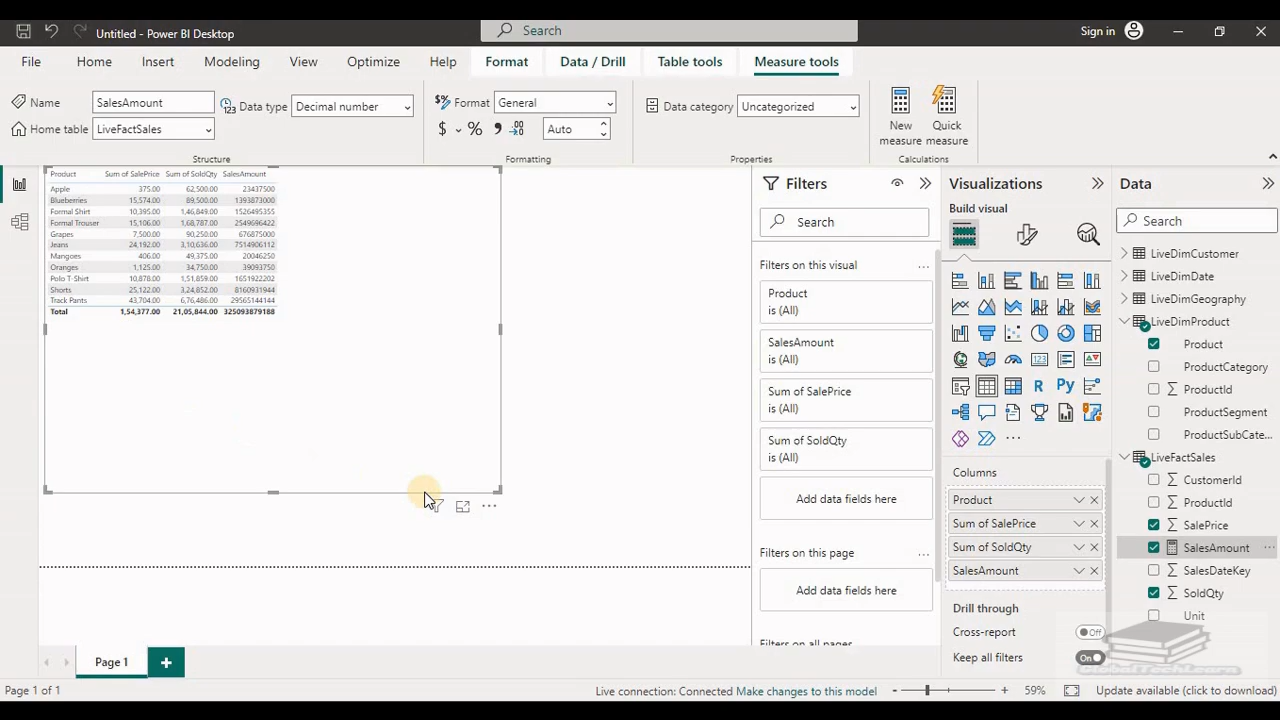 Untitled - Power BI Desktop
Search
Sign in
File Home Insert Modeling View Optimize Help Format Data / Drill Table tools Measure tools
Name SalesAmount
Data type Decimal number
Home table LiveFactSales
Format General
$ % 9 .00 Auto
Data category Uncategorized
New measure
Quick measure
Structure Formatting Properties Calculations
Product Sum of SalePrice Sum of SoldQty SalesAmount
Apple 375.00 62,500.00 23437500
Blueberries 15,574.00 89,500.00 1393873000
Formal Shirt 10,395.00 1,46,849.00 1526495355
Formal Trouser 15,106.00 1,68,787.00 2549696422
Grapes 7,500.00 90,250.00 676875000
Jeans 24,192.00 3,10,636.00 7514906112
Mangoes 406.00 49,375.00 20046250
Oranges 1,125.00 34,750.00 39093750
Polo T-Shirt 10,878.00 1,51,859.00 1651922202
Shorts 25,122.00 3,24,852.00 8160931944
Track Pants 43,704.00 6,76,486.00 29565144144
Total 1,54,377.00 21,05,844.00 325093879188
Filters
Search
Filters on this visual
Product
is (All)
SalesAmount
is (All)
Sum of SalePrice
is (All)
Sum of SoldQty
is (All)
Add data fields here
Filters on this page
Add data fields here
Filters on all pages
Visualizations
Build visual
R Py
Columns
Product
Sum of SalePrice
Sum of SoldQty
SalesAmount
Drill through
Cross-report Off
Keep all filters On
Data
Search
LiveDimCustomer
LiveDimDate
LiveDimGeography
LiveDimProduct
Product
ProductCategory
ProductId
ProductSegment
ProductSubCate...
LiveFactSales
CustomerId
ProductId
SalePrice
SalesAmount
SalesDateKey
SoldQty
Unit
GlobalTechLearn
Page 1
Page 1 of 1
Live connection: Connected Make changes to this model
59%
Update available (click to download)